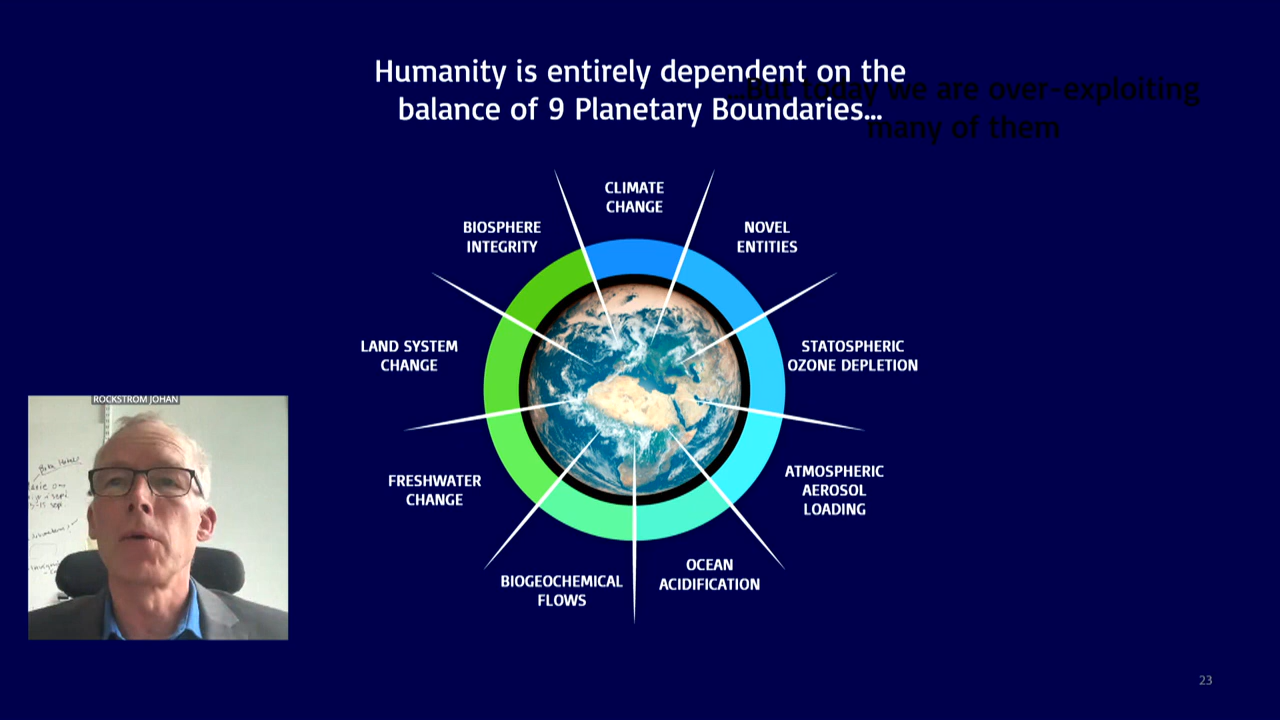 Humanity is entirely dependent on the
balance of 9 Planetary Boundaries...
...But today we are over-exploiting
many of them
CLIMATE
CHANGE
BIOSPHERE
INTEGRITY
NOVEL
ENTITIES
LAND SYSTEM
CHANGE
STATOSPHERIC
OZONE DEPLETION
ROCKSTROM JOHAN
FRESHWATER
CHANGE
ATMOSPHERIC
AEROSOL
LOADING
BIOGEOCHEMICAL
FLOWS
OCEAN
ACIDIFICATION
23